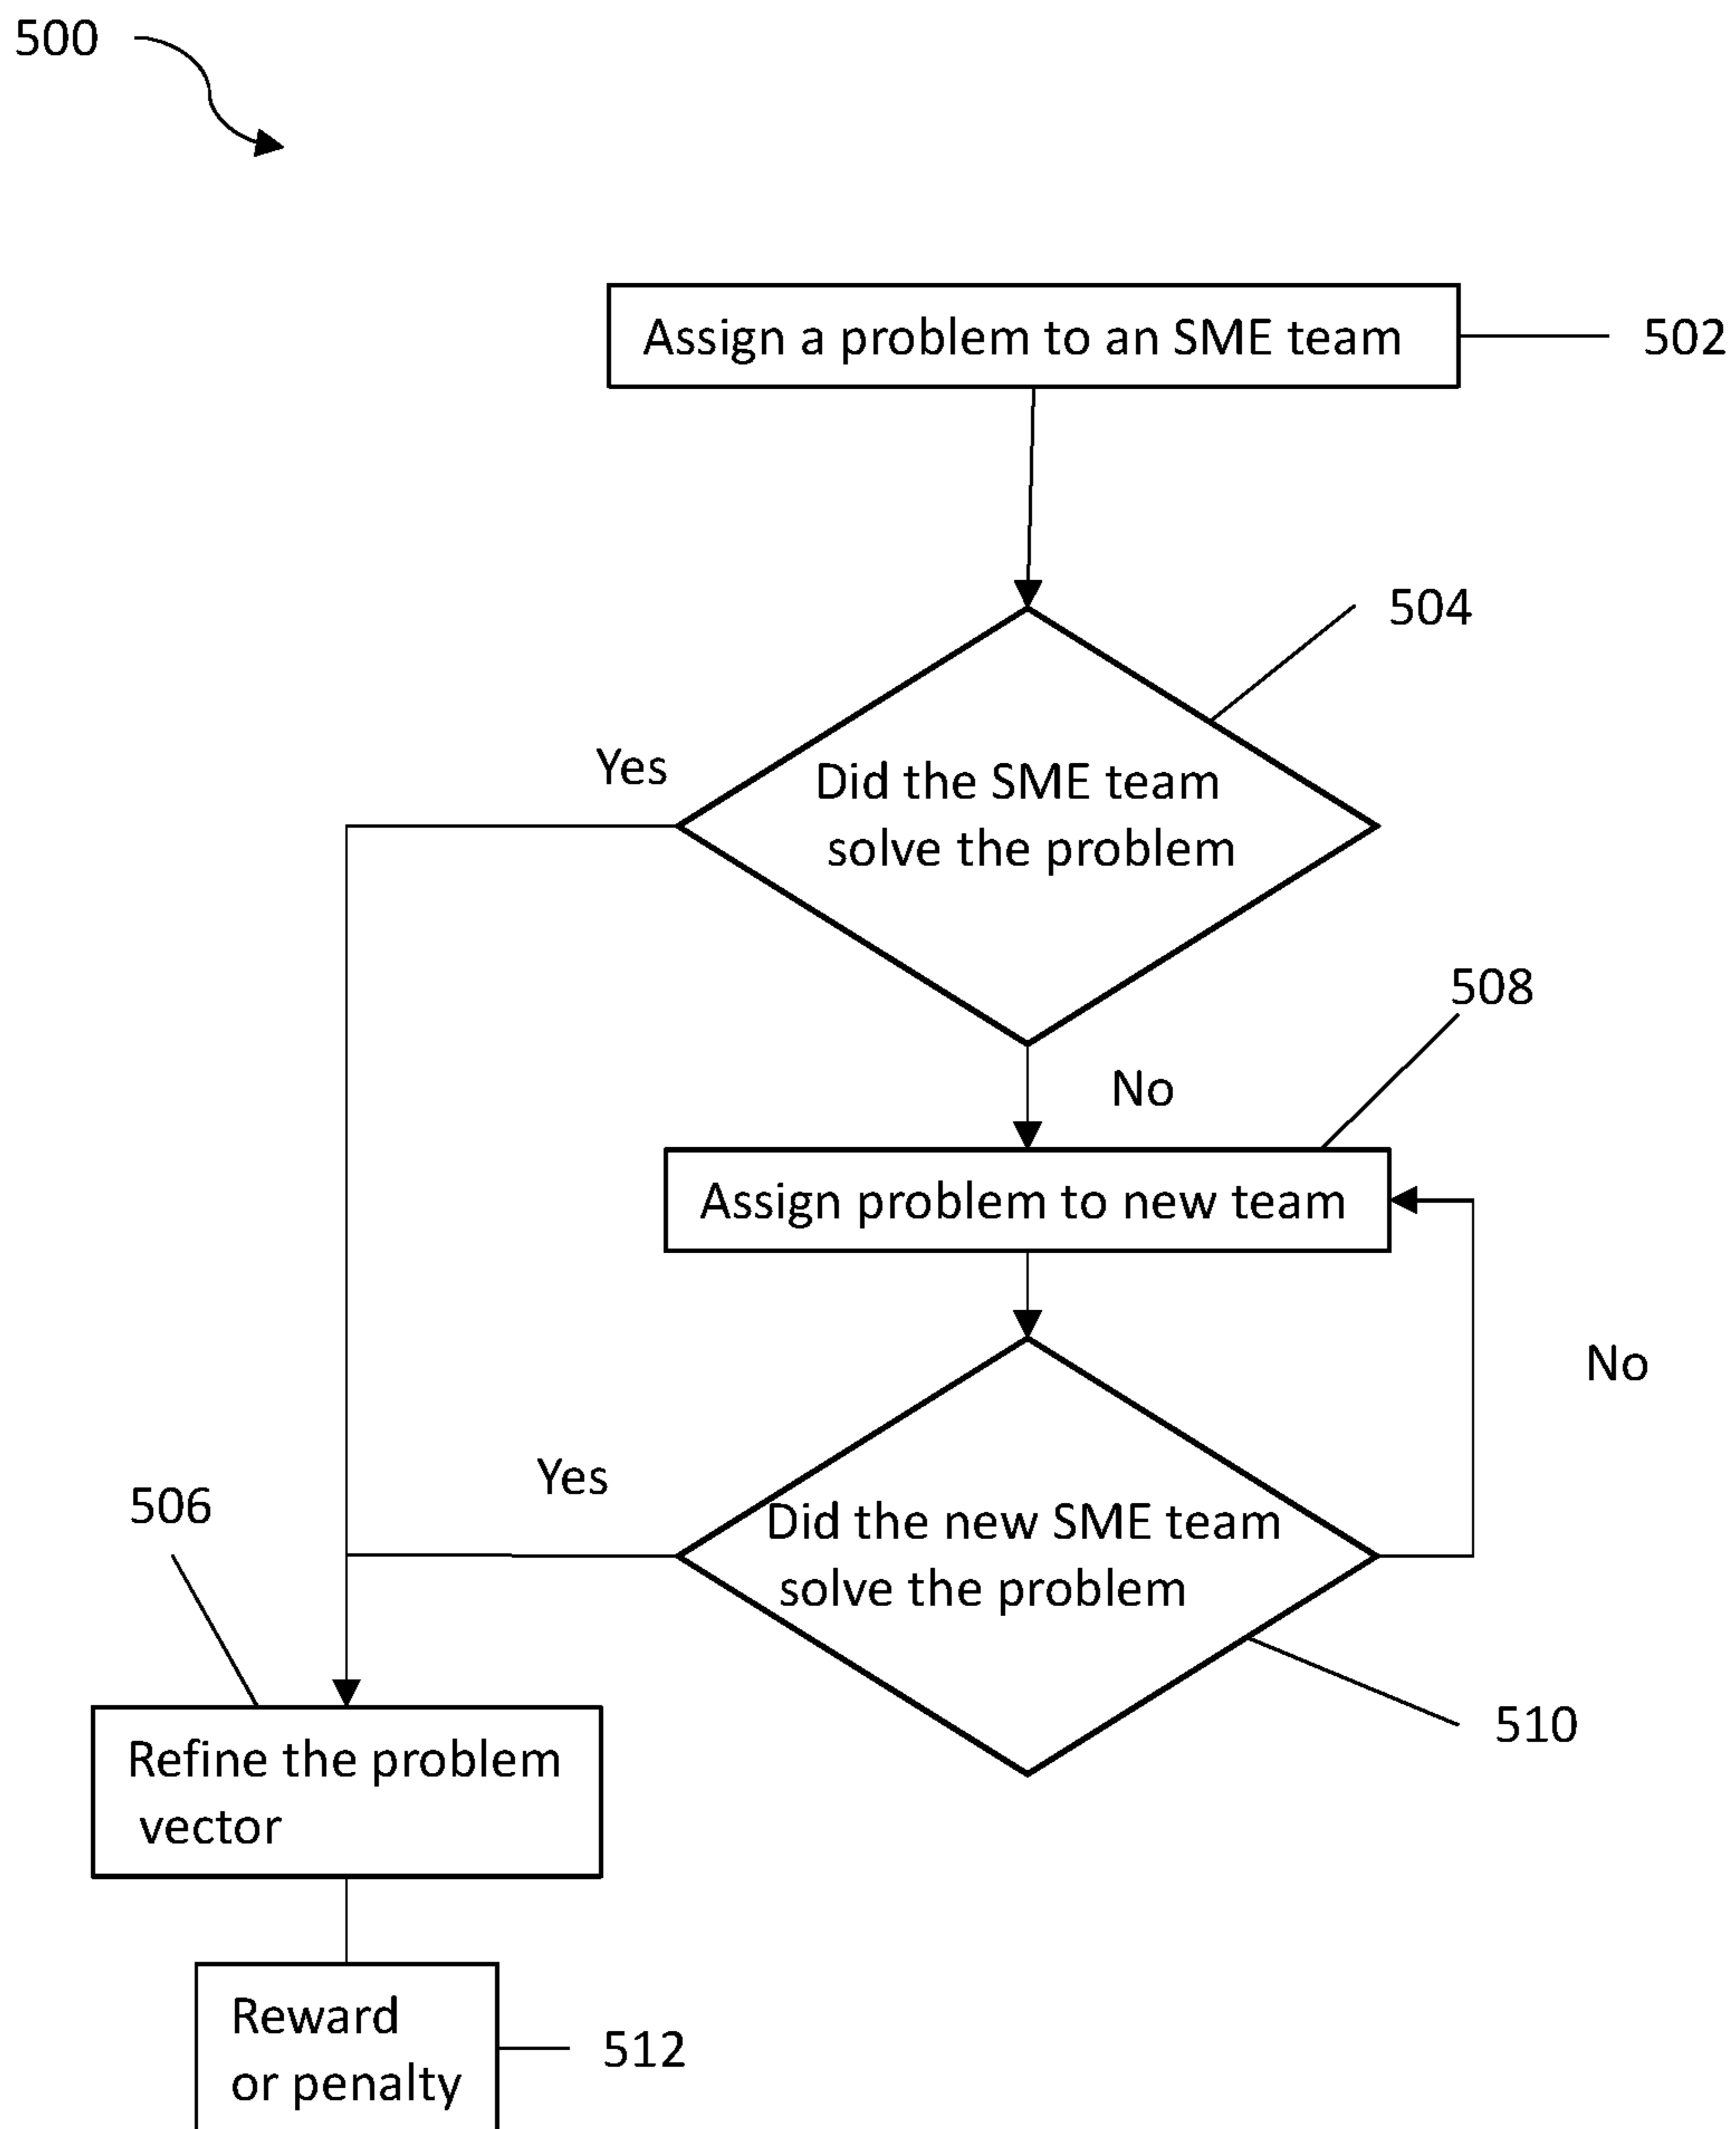 500
Assign a problem to an SME team
502
504
Yes
Did the SME team
solve the problem
508
No
Assign problem to new team
No
Yes
506
Did the new SME team
solve the problem
510
Refine the problem
vector
Reward
or penalty
512